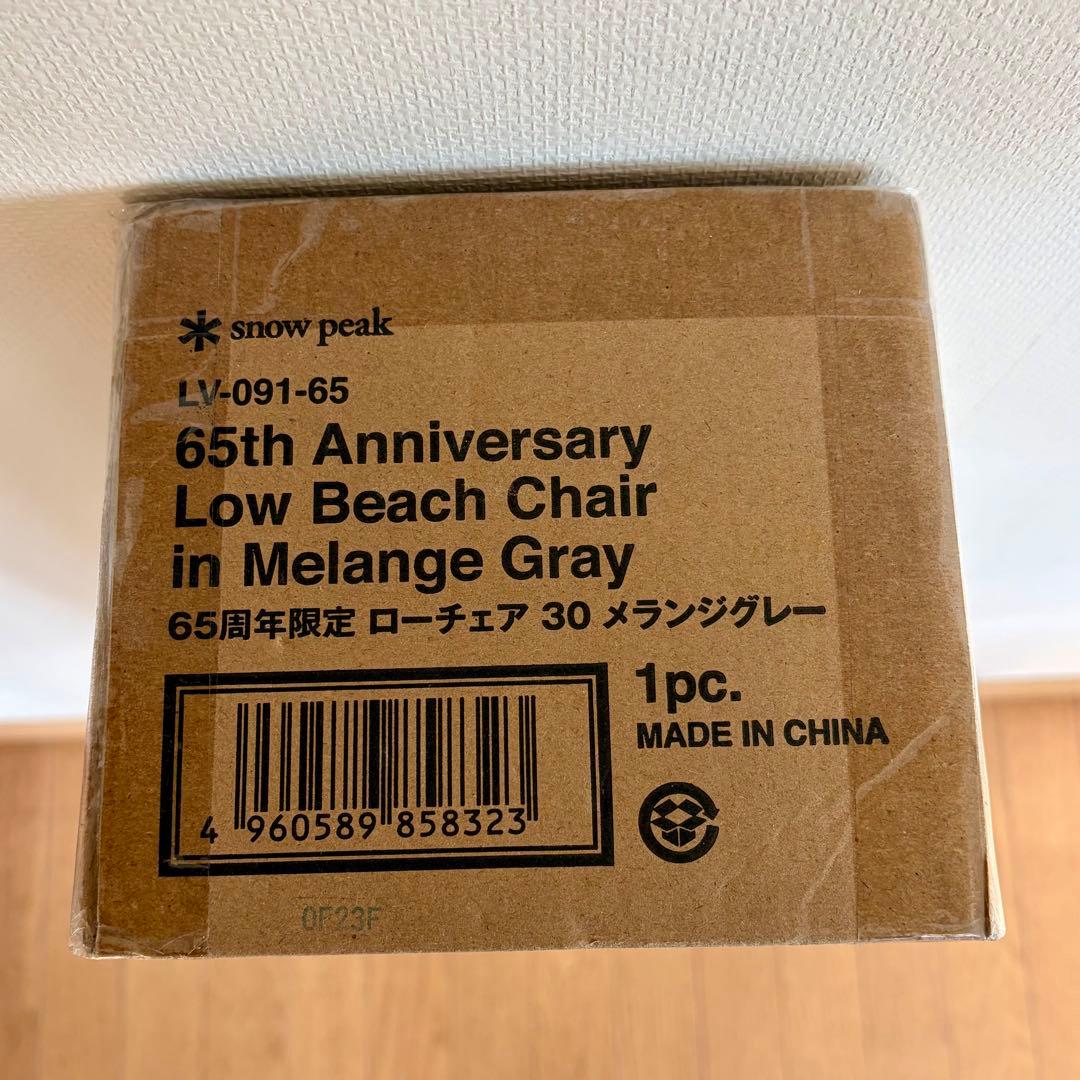 snow peak
LV-091-65
65th Anniversary
Low Beach Chair
in Melange Gray
65周年限定 ローチェア 30 メランジグレー
1pc.
MADE IN CHINA
4 960589 858323
0F23F